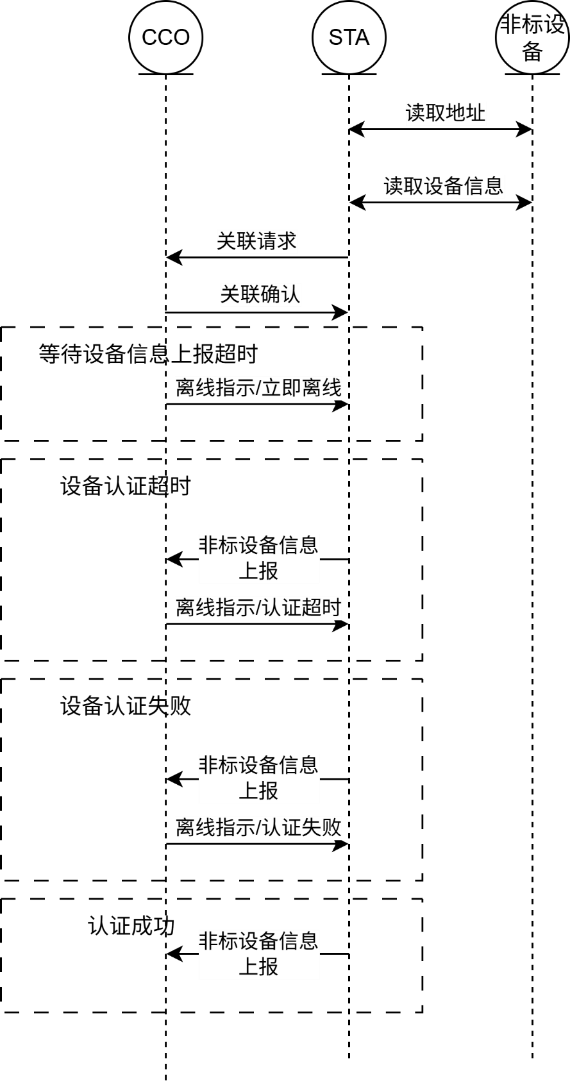 CCO
STA
非标设
备
读取地址
读取设备信息
关联请求
关联确认
等待设备信息上报超时
离线指示/立即离线
设备认证超时
非标设备信息
上报
离线指示/认证超时
设备认证失败
非标设备信息
上报
离线指示/认证失败
认证成功
非标设备信息
上报